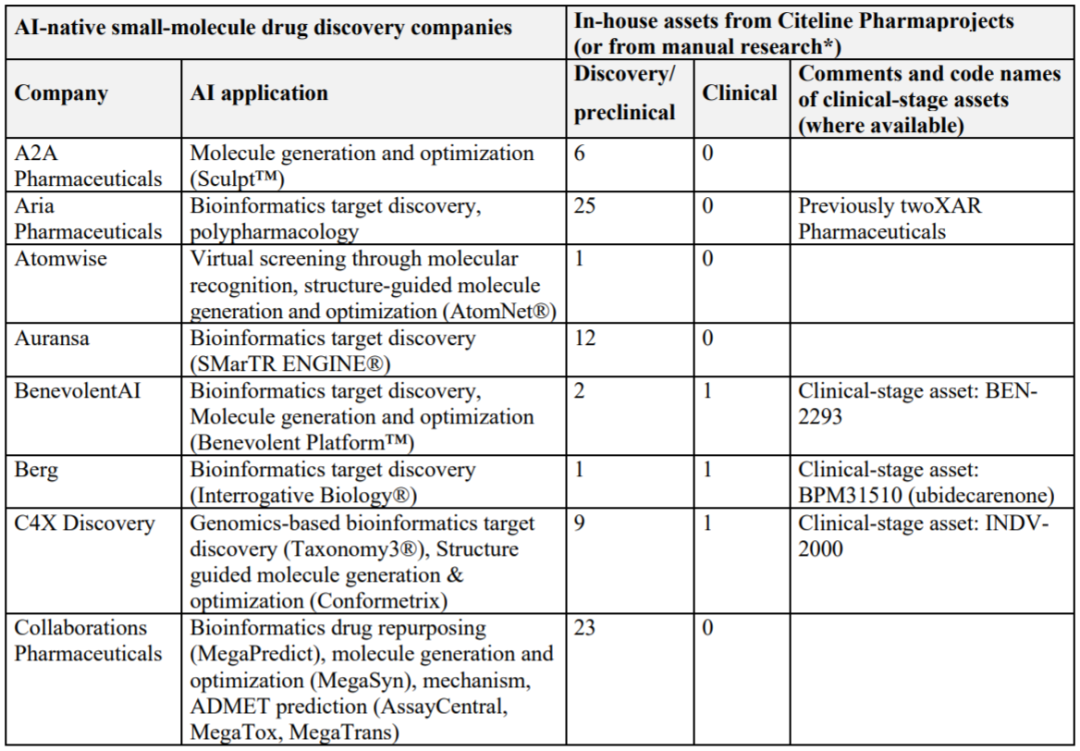 AI-native small-molecule drug discovery companies
In-house assets from Citeline Pharmaprojects
(or from manual research*)
Company
AI application
Discovery/
preclinical
Clinical
Comments and code names
of clinical-stage assets
(where available)
A2A
Pharmaceuticals
Molecule generation and optimization
(Sculpt™)
6
0
Aria
Pharmaceuticals
Bioinformatics target discovery,
polypharmacology
25
0
Previously twoXAR
Pharmaceuticals
Atomwise
Virtual screening through molecular
recognition, structure-guided molecule
generation and optimization (AtomNet®)
1
0
Auransa
Bioinformatics target discovery
(SMarTR ENGINE®)
12
0
BenevolentAI
Bioinformatics target discovery,
Molecule generation and optimization
(Benevolent Platform™)
2
1
Clinical-stage asset: BEN-
2293
Berg
Bioinformatics target discovery
(Interrogative Biology®)
1
1
Clinical-stage asset:
BPM31510 (ubidecarenone)
C4X Discovery
Genomics-based bioinformatics target
discovery (Taxonomy3®), Structure
guided molecule generation &
optimization (Conformetrix)
9
1
Clinical-stage asset: INDV-
2000
Collaborations
Pharmaceuticals
Bioinformatics drug repurposing
(MegaPredict), molecule generation and
optimization (MegaSyn), mechanism,
ADMET prediction (AssayCentral,
MegaTox, MegaTrans)
23
0